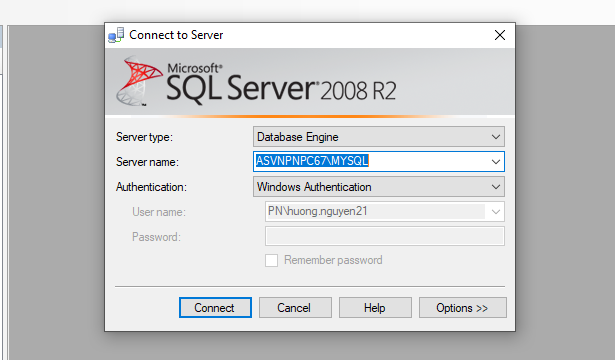 Connect to Server
Microsoft®
SQL Server® 2008 R2
Server type: Database Engine
Server name: ASVNPNPC67\MYSQL
Authentication: Windows Authentication
User name: PN\huong.nguyen21
Password:
Remember password
Connect Cancel Help Options >>